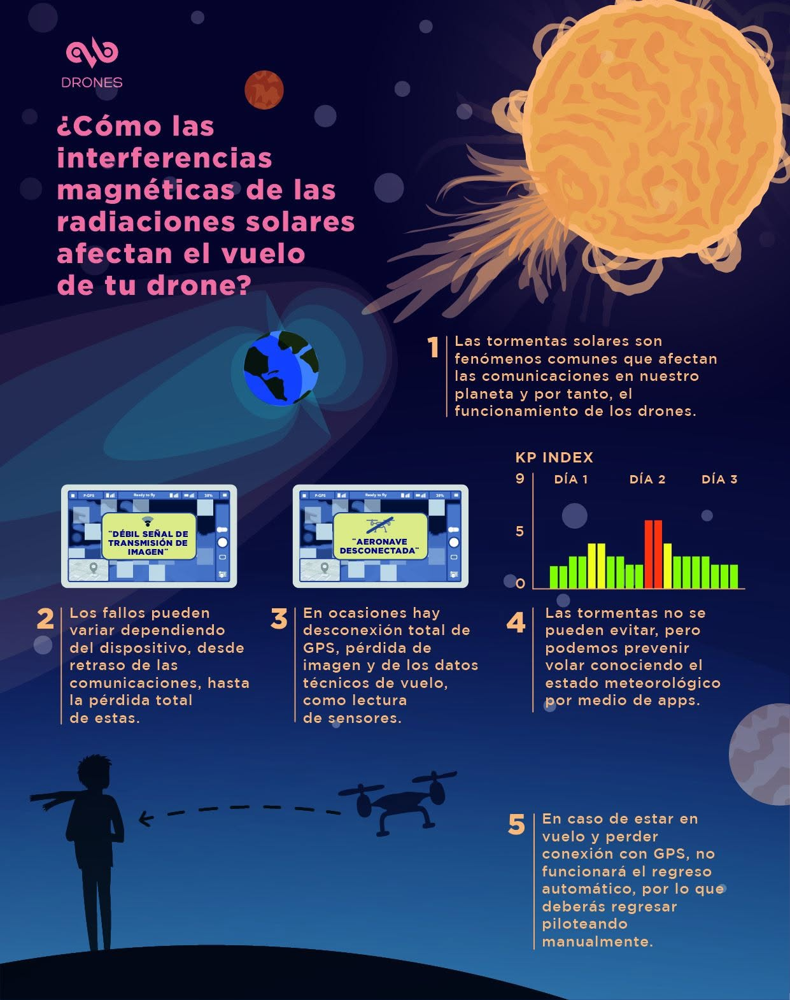 DRONES
¿Cómo las
interferencias
magnéticas de las
radiaciones solares
afectan el vuelo
de tu drone?
1
Las tormentas solares son
fenómenos comunes que afectan
las comunicaciones en nuestro
planeta y por tanto, el
funcionamiento de los drones.
P-GPS Ready to fly 38%
¨DÉBIL SEÑAL DE
TRANSMISIÓN DE
IMAGEN¨
2
Los fallos pueden
variar dependiendo
del dispositivo, desde
retraso de las
comunicaciones, hasta
la pérdida total
de estas.
P-GPS Ready to fly 38%
¨AERONAVE
DESCONECTADA¨
3
En ocasiones hay
desconexión total de
GPS, pérdida de
imagen y de los datos
técnicos de vuelo,
como lectura
de sensores.
KP INDEX
9 DÍA 1 DÍA 2 DÍA 3
5
0
4
Las tormentas no se
pueden evitar, pero
podemos prevenir
volar conociendo el
estado meteorológico
por medio de apps.
5
En caso de estar en
vuelo y perder
conexión con GPS, no
funcionará el regreso
automático, por lo que
deberás regresar
piloteando
manualmente.